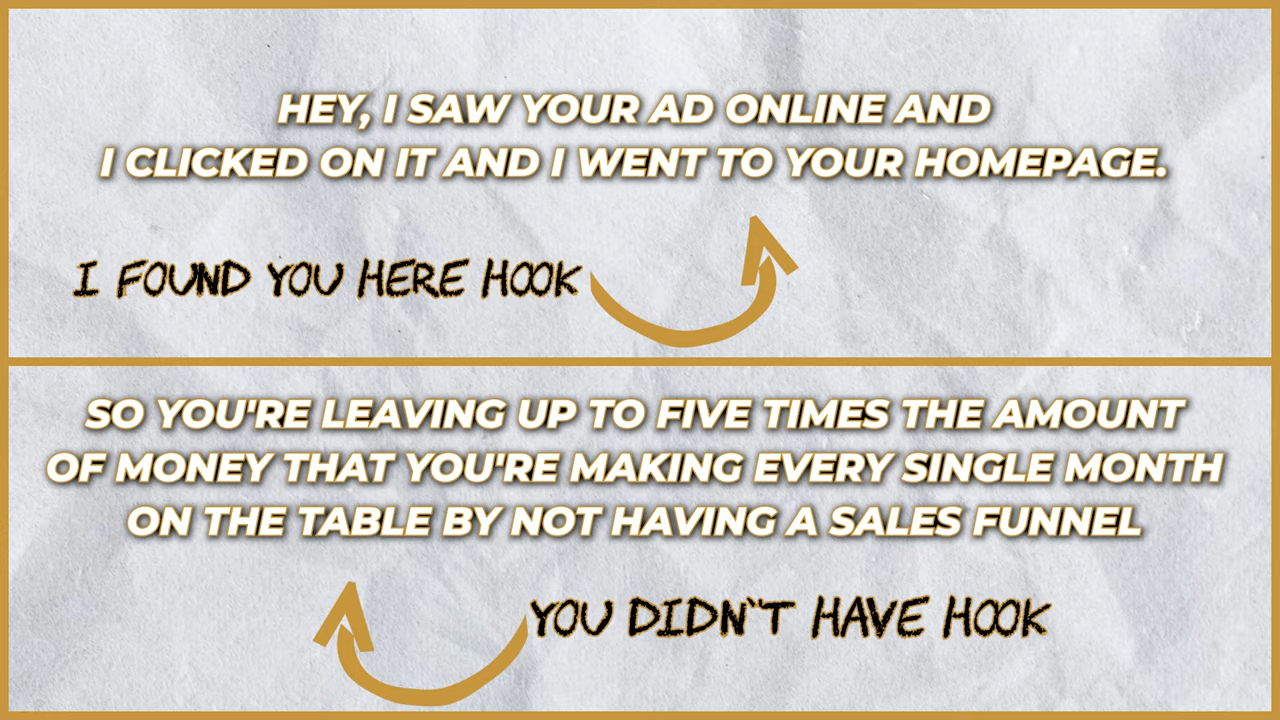 HEY, I SAW YOUR AD ONLINE AND
I CLICKED ON IT AND I WENT TO YOUR HOMEPAGE.
I FOUND YOU HERE HOOK
SO YOU'RE LEAVING UP TO FIVE TIMES THE AMOUNT
OF MONEY THAT YOU'RE MAKING EVERY SINGLE MONTH
ON THE TABLE BY NOT HAVING A SALES FUNNEL
YOU DIDN`T HAVE HOOK